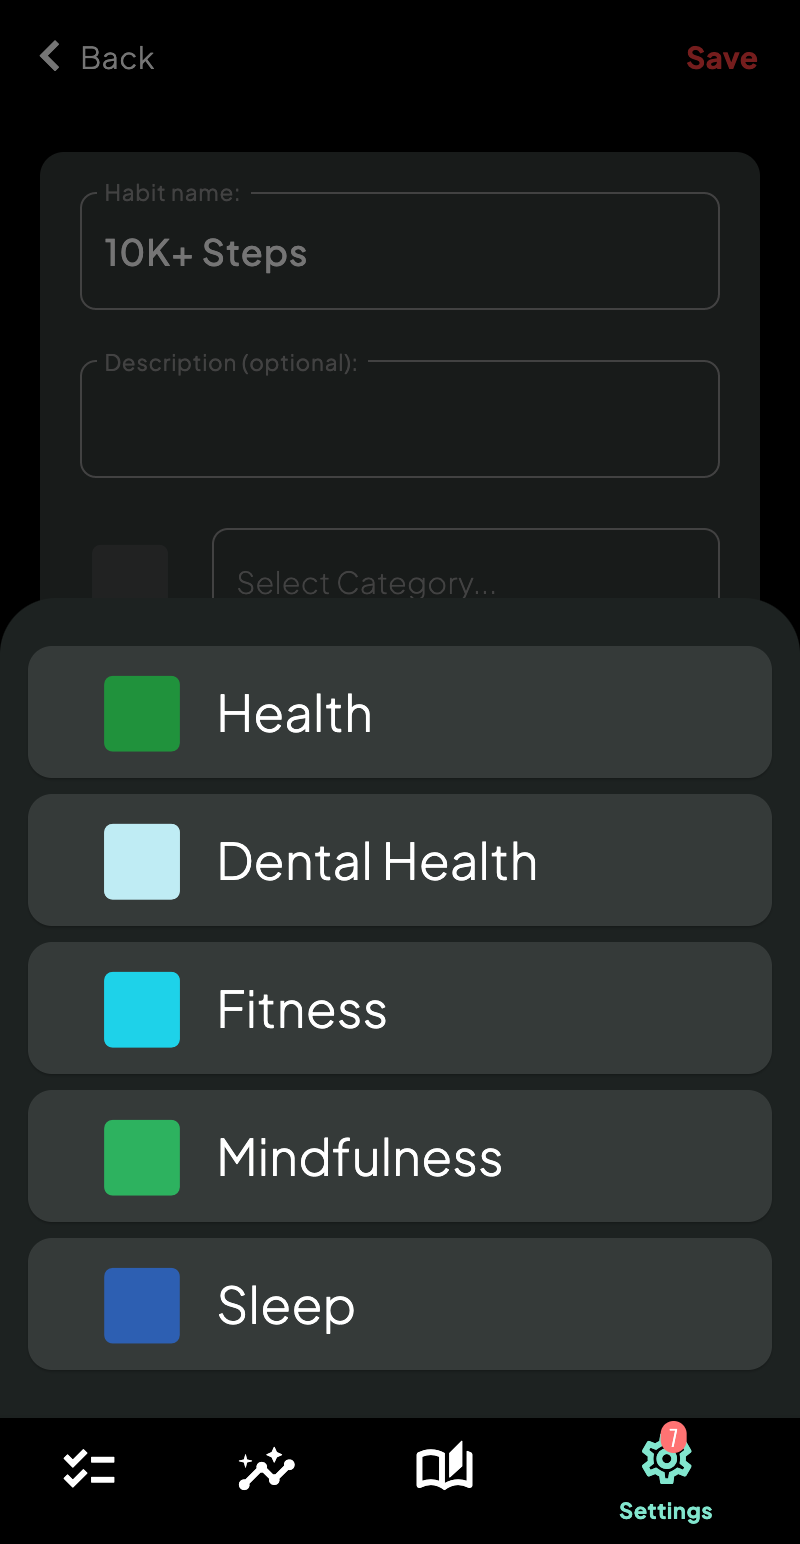 Back
Save
Habit name:
10K+ Steps
Description (optional):
Select Category...
Health
Dental Health
Fitness
Mindfulness
Sleep
7
Settings